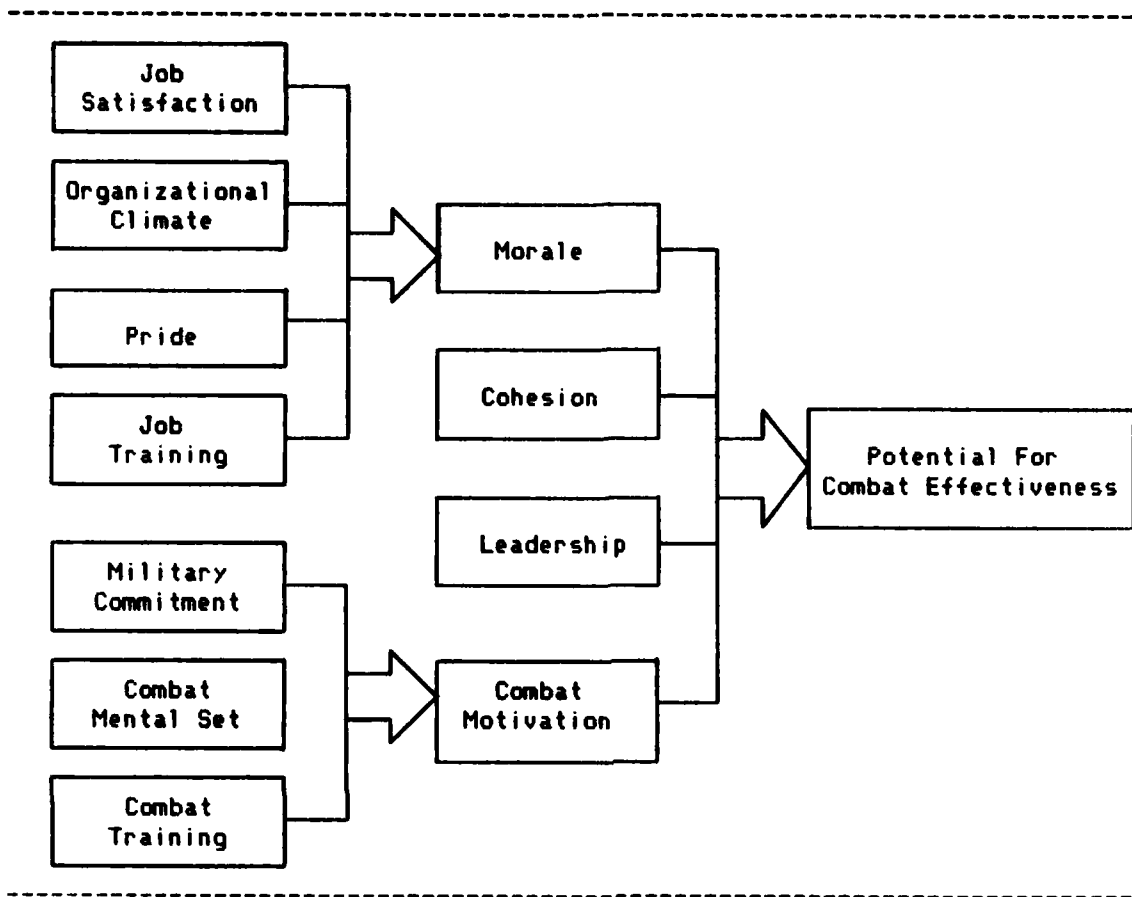 Job
Satisfaction
Organizational
Climate
Pride
Job
Training
Military
Commitment
Combat
Mental Set
Combat
Training
Morale
Cohesion
Leadership
Combat
Motivation
Potential For
Combat Effectiveness